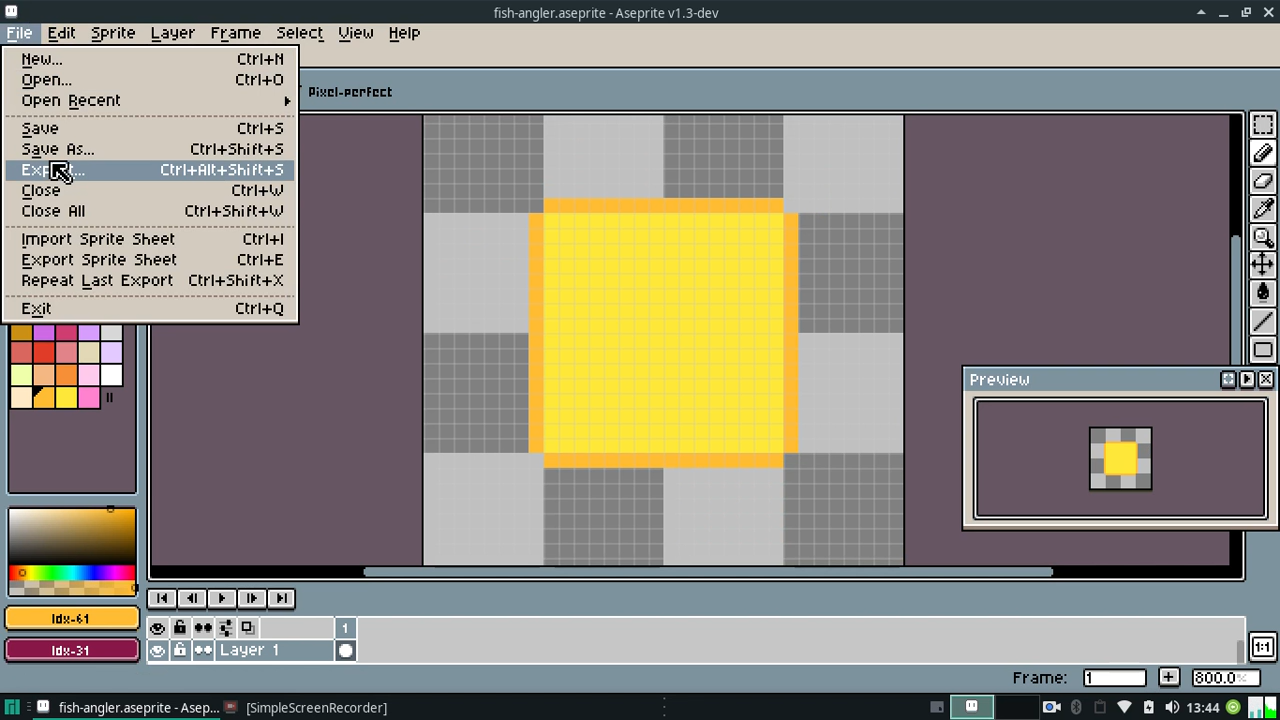 fish-angler.aseprite - Aseprite v1.3-dev
File Edit Sprite Layer Frame Select View Help
New... Ctrl+N
Open... Ctrl+O
Open Recent
Pixel-perfect
Save Ctrl+S
Save As... Ctrl+Shift+S
Ctrl+Alt+Shift+S
Close Ctrl+W
Close All Ctrl+Shift+W
Import Sprite Sheet Ctrl+I
Export Sprite Sheet Ctrl+E
Repeat Last Export Ctrl+Shift+X
Exit Ctrl+Q
Preview
Idx-61
1
Idx-31
Layer 1
1:1
Frame: 1 + 800.0%
fish-angler.aseprite - Asep... [SimpleScreenRecorder] 13:44